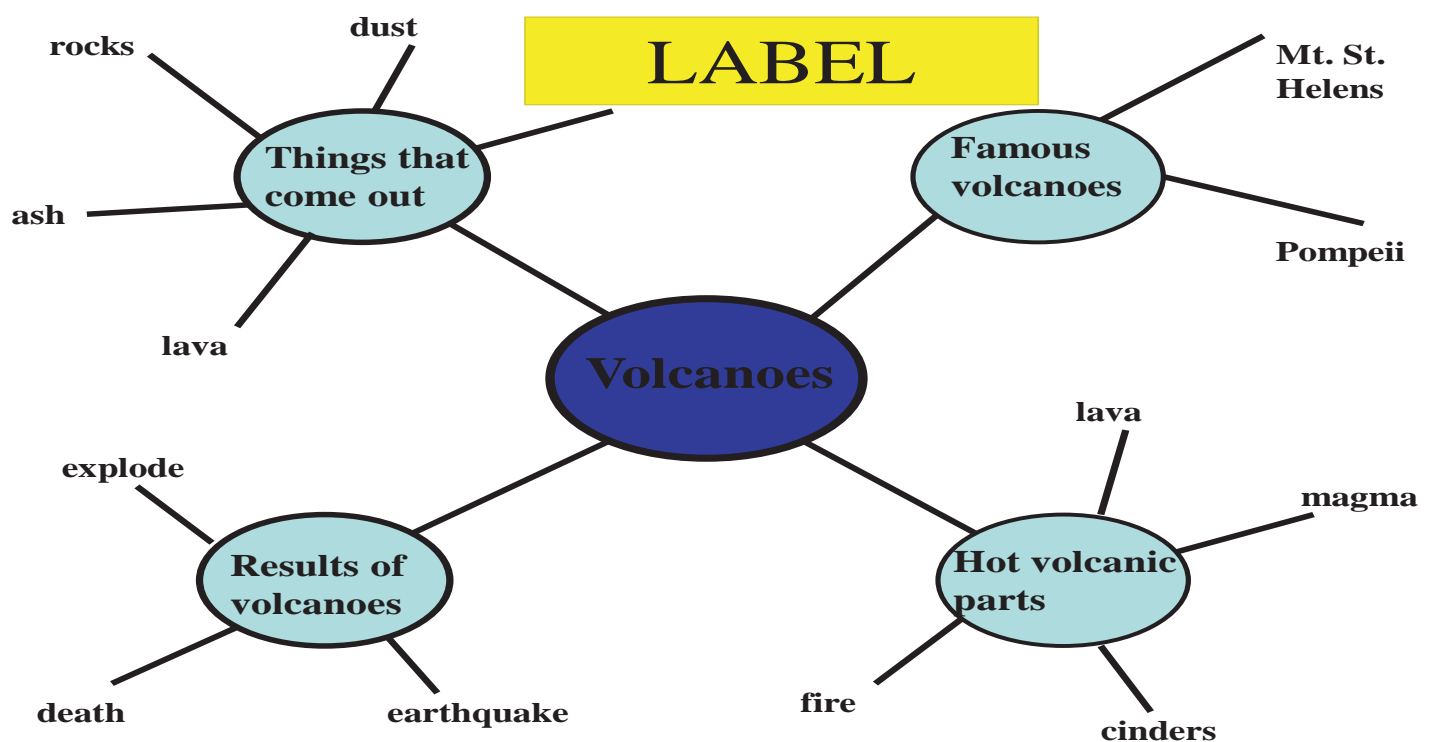 dust
rocks
LABEL
Mt. St.
Helens
Things that
come out
Famous
volcanoes
ash
Pompeii
lava
Volcanoes
lava
explode
magma
Results of
volcanoes
Hot volcanic
parts
death
earthquake
fire
cinders